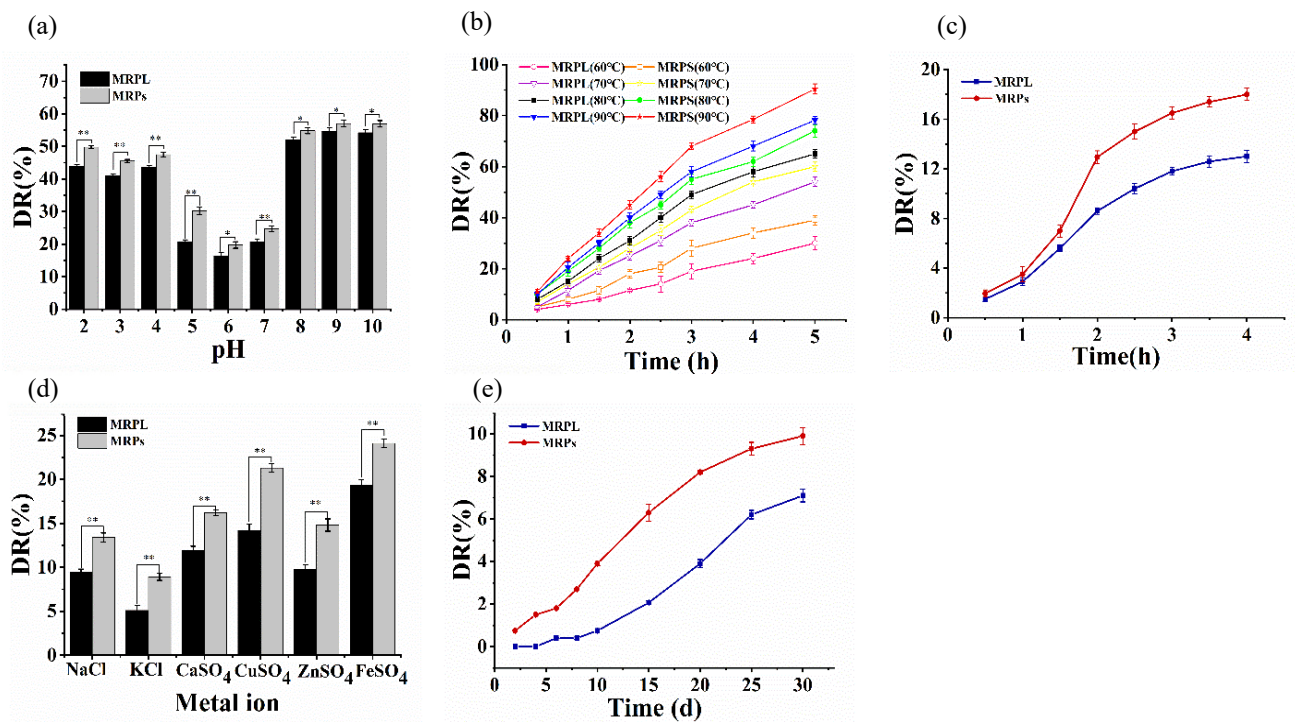 (a)
MRPL
MRPs
DR(%)
70
60
50
40
30
20
10
0
** ** ** ** * ** * * *
2 3 4 5 6 7 8 9 10
pH
(b)
MRPL(60°C) MRPS(60°C)
MRPL(70°C) MRPS(70°C)
MRPL(80°C) MRPS(80°C)
MRPL(90°C) MRPS(90°C)
DR(%)
100
80
60
40
20
0
0 1 2 3 4 5
Time (h)
(c)
MRPL
MRPs
DR(%)
20
16
12
8
4
0
0 1 2 3 4
Time(h)
(d)
MRPL
MRPs
DR(%)
25
20
15
10
5
0
** ** ** ** ** **
NaCl KCl CaSO4 CuSO4 ZnSO4 FeSO4
Metal ion
(e)
MRPL
MRPs
DR(%)
10
8
6
4
2
0
0 5 10 15 20 25 30
Time (d)